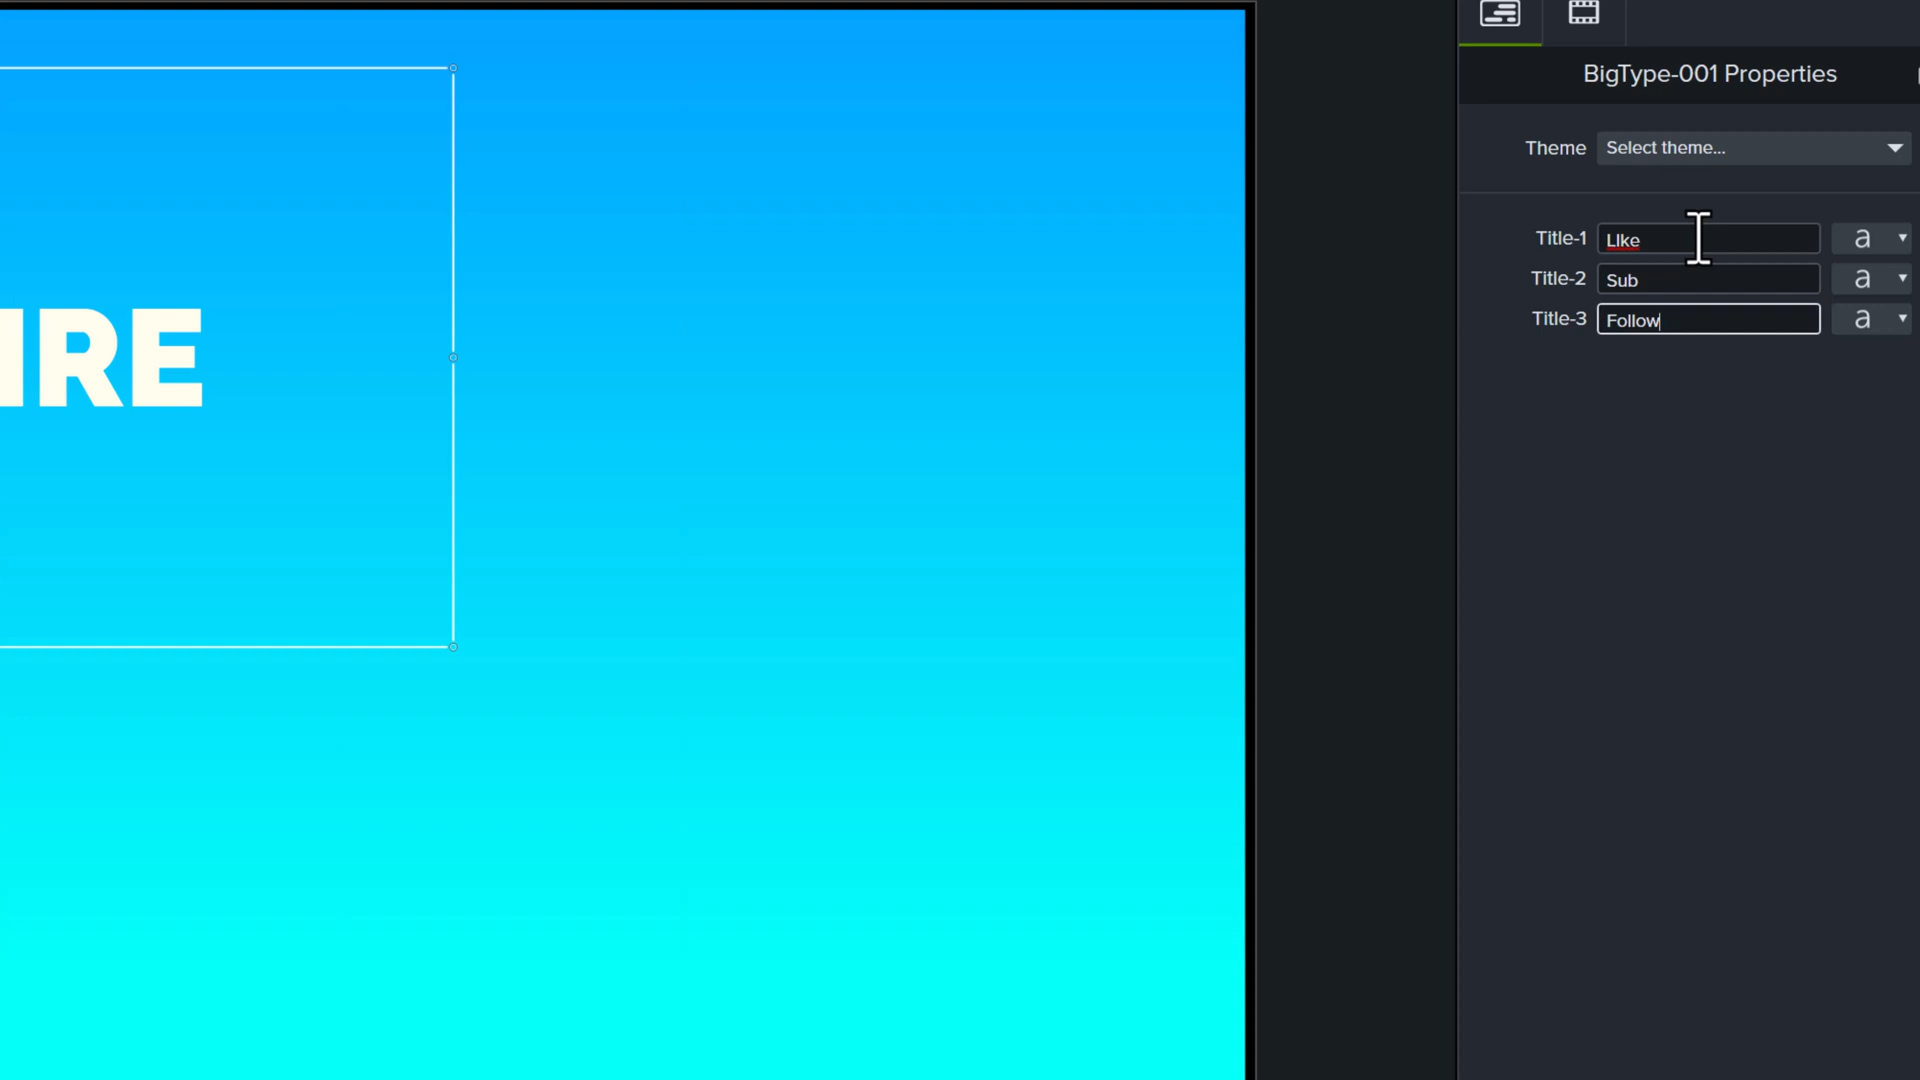 BigType-001 Properties
Theme Select theme...
Title-1 LIke a
Title-2 Sub a
Title-3 Follow a
IRE